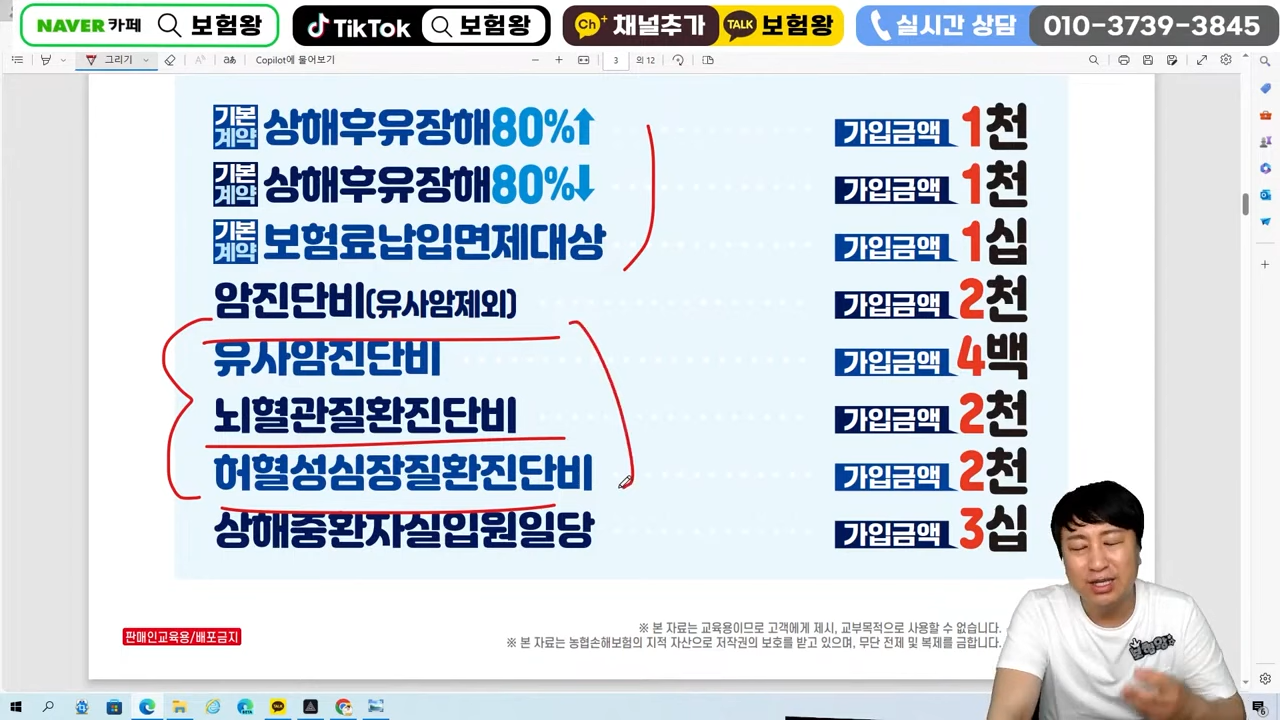 NAVER 카페 보험왕 TikTok 보험왕 Ch+ 채널추가 TALK 보험왕 실시간 상담 010-3739-3845
그리기 Copilot에 물어보기 3 의 12
기본계약 상해후유장해80%↑ 가입금액 1천
기본계약 상해후유장해80%↓ 가입금액 1천
기본계약 보험료납입면제대상 가입금액 1십
암진단비(유사암제외) 가입금액 2천
유사암진단비 가입금액 4백
뇌혈관질환진단비 가입금액 2천
허혈성심장질환진단비 가입금액 2천
상해중환자실입원일당 가입금액 3십
판매인교육용/배포금지
※ 본 자료는 교육용이므로 고객에게 제시, 교부목적으로 사용할 수 없습니다.
※ 본 자료는 농협손해보험의 지적 자산으로 저작권의 보호를 받고 있으며, 무단 전제 및 복제를 금합니다.
보험왕